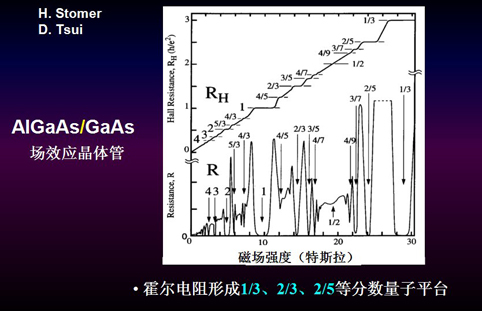 H. Stomer
D. Tsui
AlGaAs/GaAs
场效应晶体管
Hall Resistance, R_H (h/e²)
3
2
1
0
R_H
4 3 2 5/3 4/3 1 4/5 3/5 2/3 4/7 4/9 1/2 3/7 2/5 1/3
Resistance, R
0
R
4 3 2 5/3 4/3 1 4/5 2/3 3/5 4/7 1/2 4/9 3/7 2/5 1/3
0 10 20 30
磁场强度（特斯拉）
• 霍尔电阻形成1/3、2/3、2/5等分数量子平台